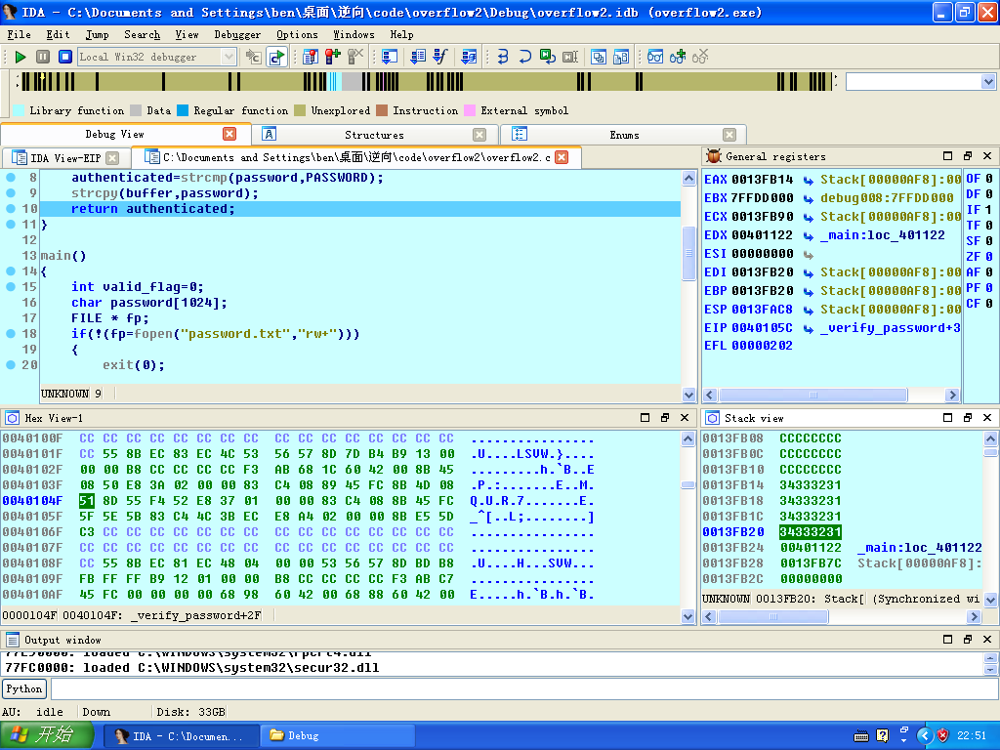 IDA - C:\Documents and Settings\ben\桌面\逆向\code\overflow2\Debug\overflow2.idb (overflow2.exe)
File Edit Jump Search View Debugger Options Windows Help
Local Win32 debugger
Library function Data Regular function Unexplored Instruction External symbol
Debug View Structures Enums
IDA View-EIP C:\Documents and Settings\ben\桌面\逆向\code\overflow2\overflow2.c
8 authenticated=strcmp(password,PASSWORD);
9 strcpy(buffer,password);
10 return authenticated;
11 }
12
13 main()
14 {
15 int valid_flag=0;
16 char password[1024];
17 FILE * fp;
18 if(!(fp=fopen("password.txt","rw+")))
19 {
20 exit(0);
UNKNOWN 9
General registers
EAX 0013FB14 Stack[00000AF8]:00 OF 0
EBX 7FFDD000 debug008:7FFDD000 DF 0
ECX 0013FB90 Stack[00000AF8]:00 IF 1
EDX 00401122 _main:loc_401122 TF 0
ESI 00000000 SF 0
EDI 0013FB20 Stack[00000AF8]:00 ZF 0
EBP 0013FB20 Stack[00000AF8]:00 AF 0
ESP 0013FAC8 Stack[00000AF8]:00 PF 0
EIP 0040105C _verify_password+3 CF 0
EFL 00000202
Hex View-1
0040100F CC CC CC CC CC CC CC CC CC CC CC CC CC CC CC CC ................
0040101F CC 55 8B EC 83 EC 4C 53 56 57 8D 7D B4 B9 13 00 .U....LSVW.}....
0040102F 00 00 B8 CC CC CC CC F3 AB 68 1C 60 42 00 8B 45 .........h.`B..E
0040103F 08 50 E8 3A 02 00 00 83 C4 08 89 45 FC 8B 4D 08 .P.:.......E..M.
0040104F 51 8D 55 F4 52 E8 37 01 00 00 83 C4 08 8B 45 FC Q.U.R.7.......E.
0040105F 5F 5E 5B 83 C4 4C 3B EC E8 A4 02 00 00 8B E5 5D _^[..L;........]
0040106F C3 CC CC CC CC CC CC CC CC CC CC CC CC CC CC CC ................
0040107F CC CC CC CC CC CC CC CC CC CC CC CC CC CC CC CC ................
0040108F CC 55 8B EC 81 EC 48 04 00 00 53 56 57 8D BD B8 .U....H...SVW...
0040109F FB FF FF B9 12 01 00 00 B8 CC CC CC CC F3 AB C7 ................
004010AF 45 FC 00 00 00 00 68 98 60 42 00 68 88 60 42 00 E.....h.`B.h.`B.
0000104F 0040104F: _verify_password+2F
Stack view
0013FB08 CCCCCCCC
0013FB0C CCCCCCCC
0013FB10 CCCCCCCC
0013FB14 34333231
0013FB18 34333231
0013FB1C 34333231
0013FB20 34333231
0013FB24 00401122 _main:loc_401122
0013FB28 0013FB7C Stack[00000AF8]:
0013FB2C 00000000
UNKNOWN 0013FB20: Stack[ (Synchronized wi
Output window
77E50000: loaded C:\WINDOWS\system32\rpcrt4.dll
77FC0000: loaded C:\WINDOWS\system32\secur32.dll
Python
AU: idle Down Disk: 33GB
开始 IDA - C:\Documen... Debug 22:51